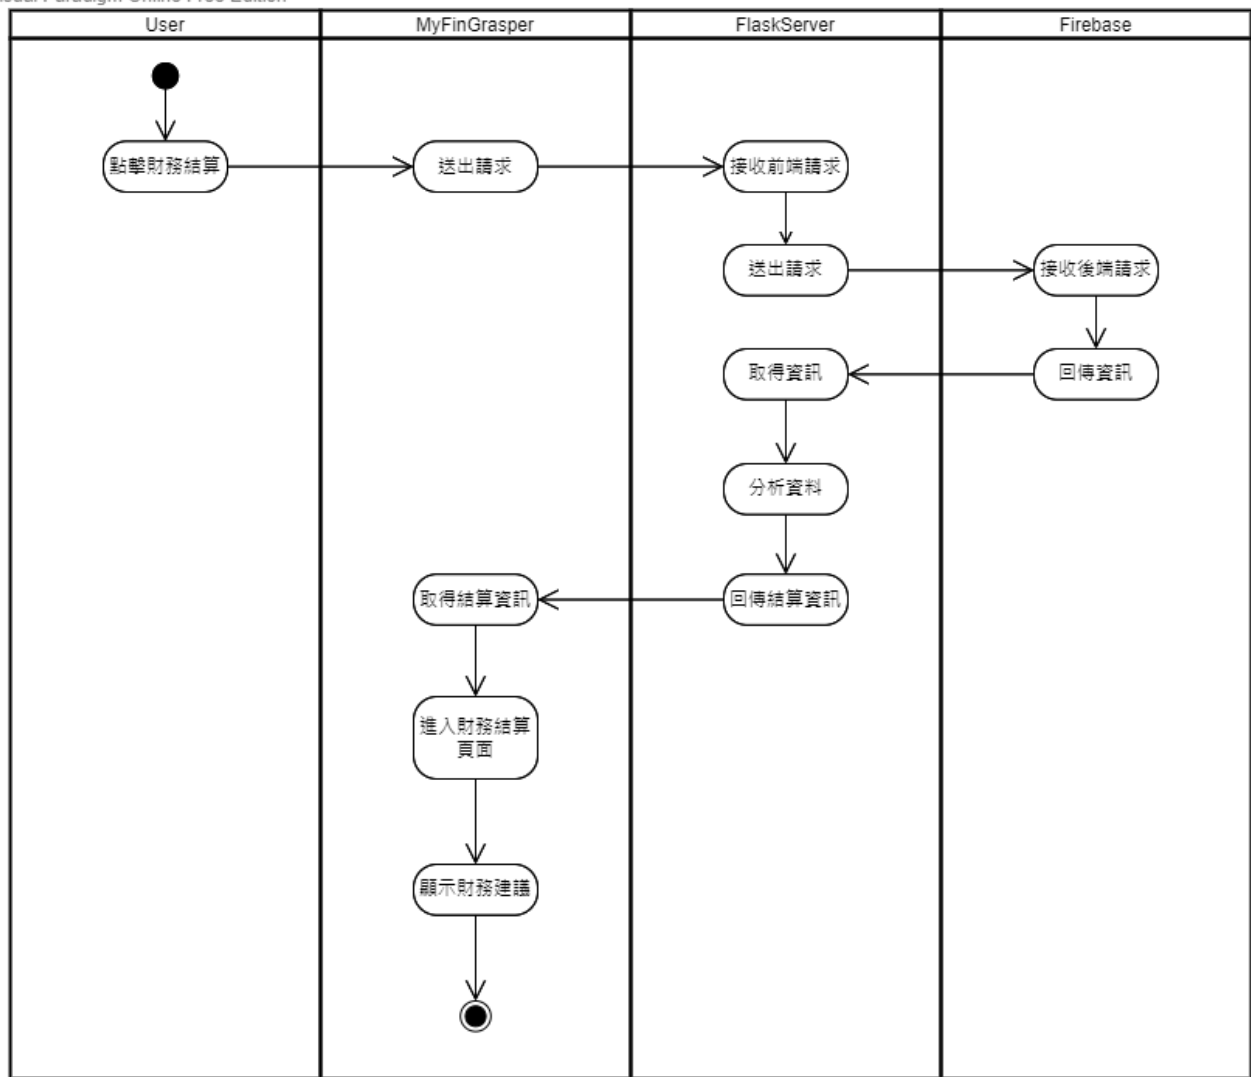 User
MyFinGrasper
FlaskServer
Firebase
點擊財務結算
送出請求
接收前端請求
送出請求
接收後端請求
取得資訊
回傳資訊
分析資料
取得結算資訊
回傳結算資訊
進入財務結算
頁面
顯示財務建議